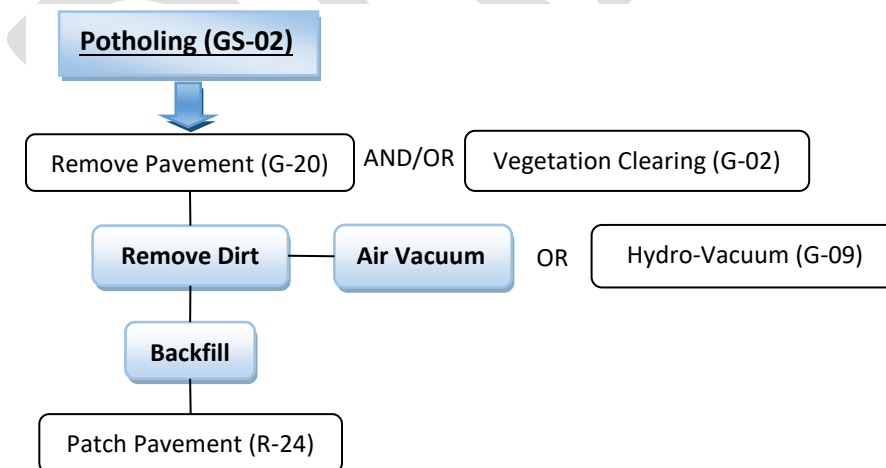 Potholing (GS-02)
Remove Pavement (G-20) AND/OR Vegetation Clearing (G-02)
Remove Dirt Air Vacuum OR Hydro-Vacuum (G-09)
Backfill
Patch Pavement (R-24)